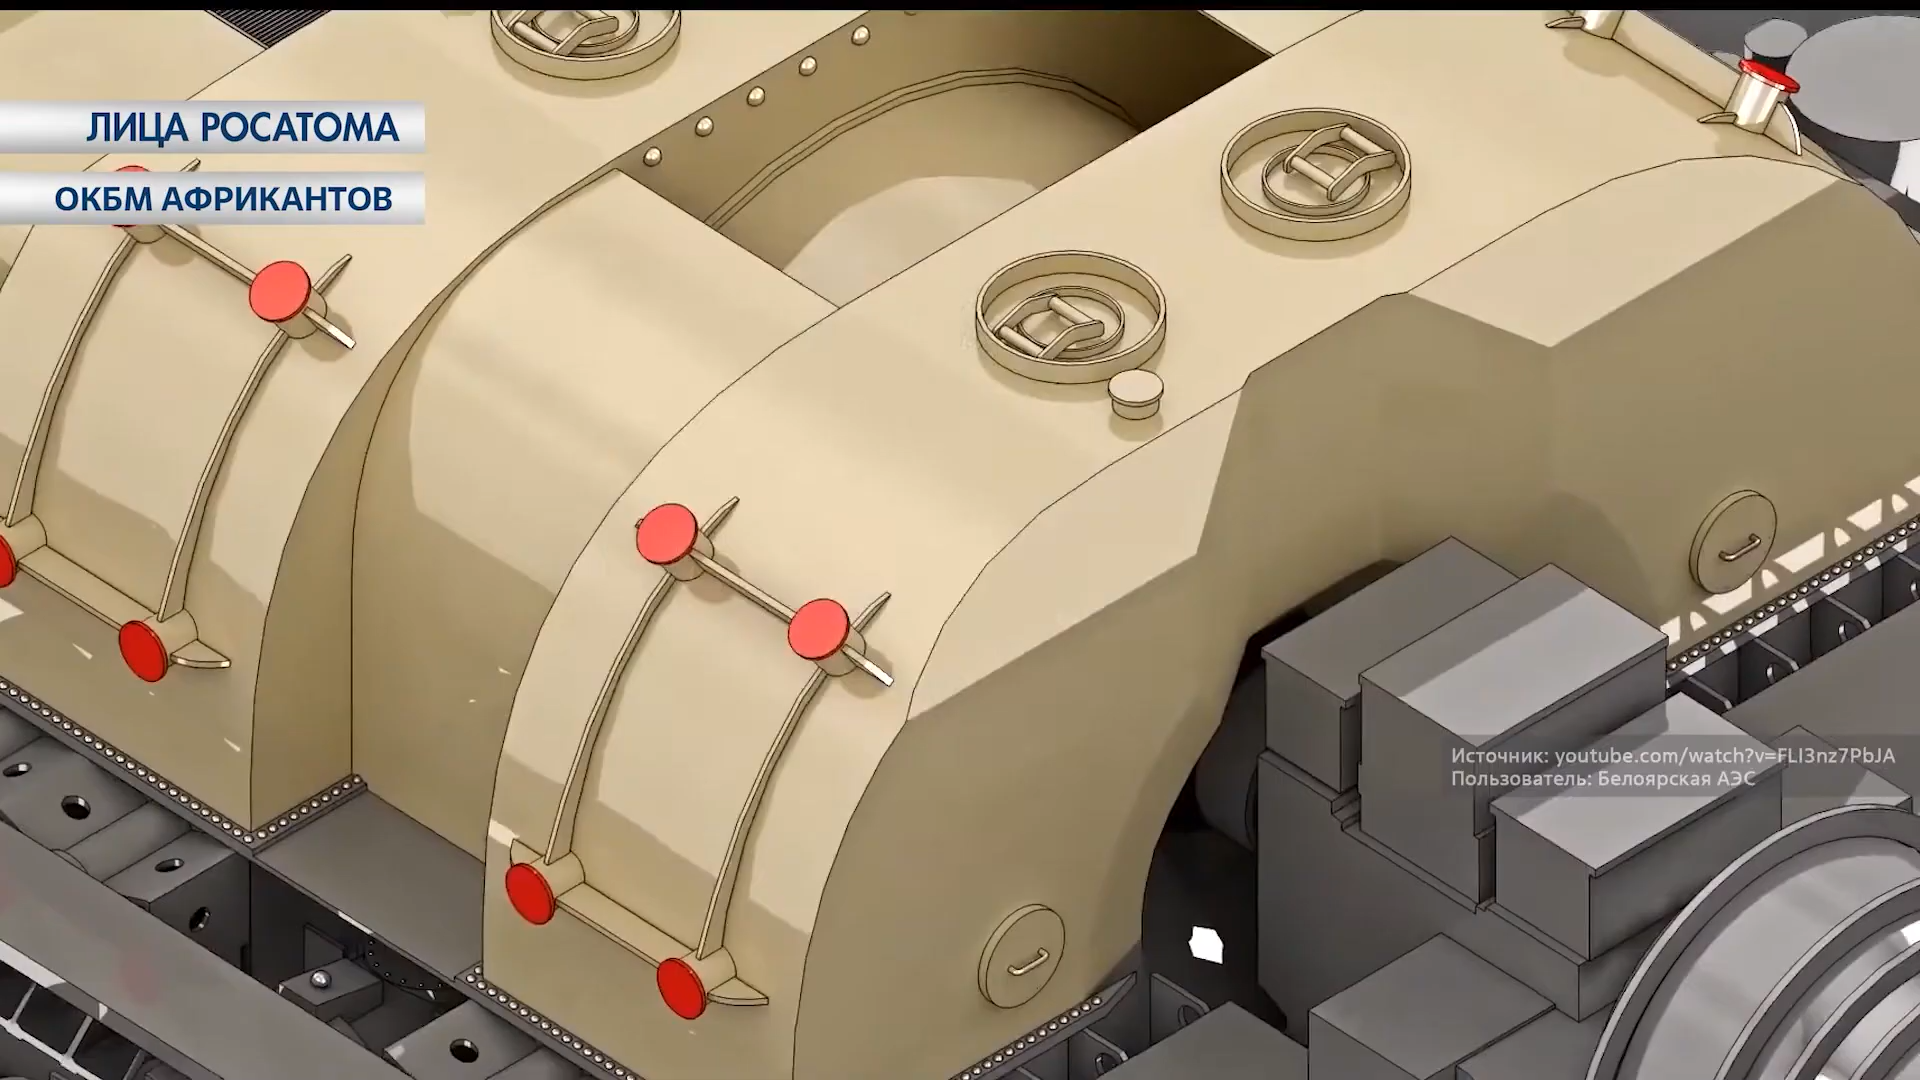 ЛИЦА РОСАТОМА
ОКБМ АФРИКАНТОВ
Источник: youtube.com/watch?v=FLI3nz7PbJA
Пользователь: Белоярская АЭС